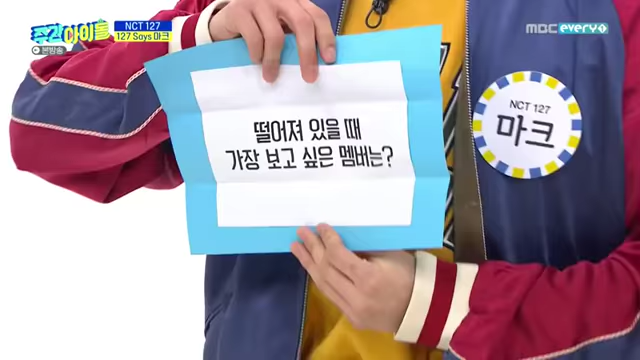 주간아이돌
본방송
NCT 127
127 Says 마크
MBC every1
떨어져 있을 때
가장 보고 싶은 멤버는?
NCT 127
마크